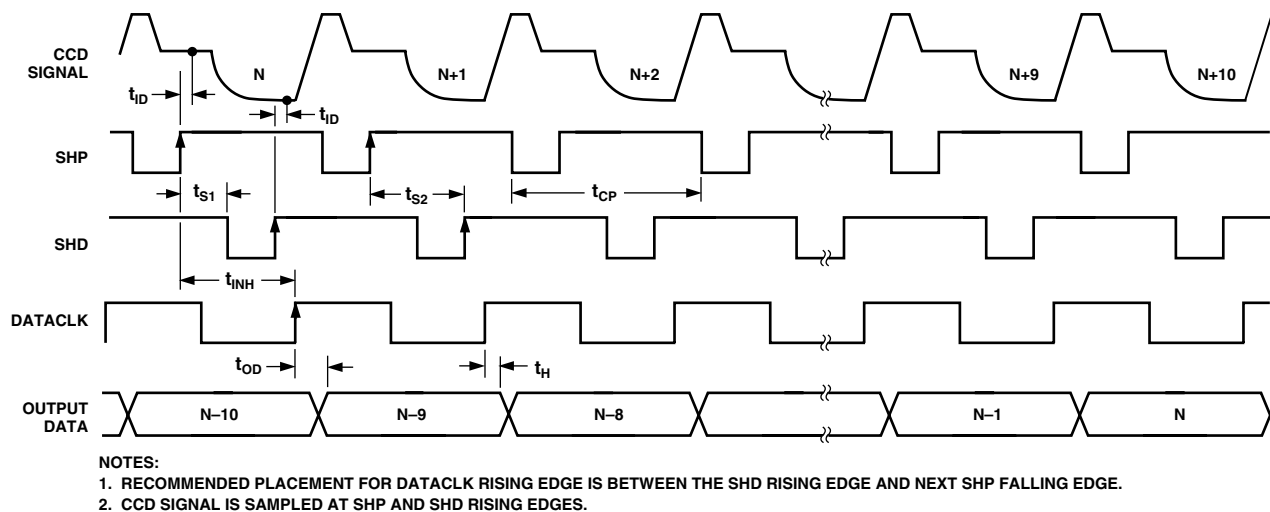 CCD
SIGNAL
N
N+1
N+2
N+9
N+10
tID
tID
SHP
tS1
tS2
tCP
SHD
tINH
DATACLK
tOD
tH
OUTPUT
DATA
N–10
N–9
N–8
N–1
N
NOTES:
1. RECOMMENDED PLACEMENT FOR DATACLK RISING EDGE IS BETWEEN THE SHD RISING EDGE AND NEXT SHP FALLING EDGE.
2. CCD SIGNAL IS SAMPLED AT SHP AND SHD RISING EDGES.